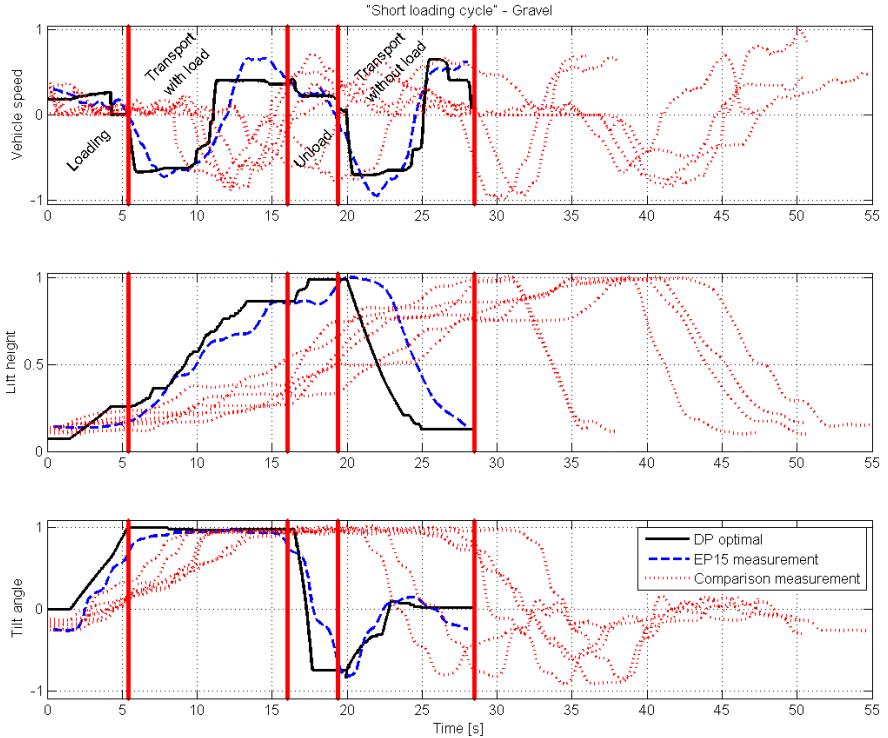 "Short loading cycle" - Gravel
Vehicle speed
1
0
-1
Loading
Transport
with load
Unload
Transport
without load
0 5 10 15 20 25 30 35 40 45 50 55
Lift height
1
0.5
0
0 5 10 15 20 25 30 35 40 45 50 55
Tilt angle
1
0
-1
DP optimal
EP15 measurement
Comparison measurement
0 5 10 15 20 25 30 35 40 45 50 55
Time [s]